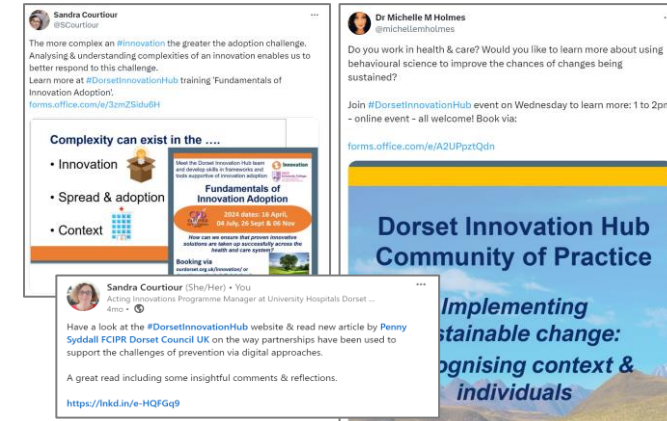 Sandra Courtiour
@SCourtiour
The more complex an #innovation the greater the adoption challenge.
Analysing & understanding complexities of an innovation enables us to
better respond to this challenge.
Learn more at #DorsetInnovationHub training 'Fundamentals of
Innovation Adoption'.
forms.office.com/e/3zmZSidu6H
Complexity can exist in the ....
• Innovation
• Spread & adoption
• Context
Meet the Dorset Innovation Hub team
and develop skills in frameworks and
tools supportive of innovation adoption
Innovation
Fundamentals of
Innovation Adoption
2024 dates: 16 April,
04 July, 26 Sept & 06 Nov
How can we ensure that proven innovative
solutions are taken up successfully across the
health and care system?
Booking via
ourdorset.org.uk/innovation/ or
Dr Michelle M Holmes
@michellemholmes
Do you work in health & care? Would you like to learn more about using
behavioural science to improve the chances of changes being
sustained?
Join #DorsetInnovationHub event on Wednesday to learn more: 1 to 2pm
- online event - all welcome! Book via:
forms.office.com/e/A2UPpztQdn
Dorset Innovation Hub
Community of Practice
Implementing
stainable change:
ognising context &
individuals
Sandra Courtiour (She/Her) • You
Acting Innovations Programme Manager at University Hospitals Dorset ...
4mo •
Have a look at the #DorsetInnovationHub website & read new article by Penny
Syddall FCIPR Dorset Council UK on the way partnerships have been used to
support the challenges of prevention via digital approaches.
A great read including some insightful comments & reflections.
https://lnkd.in/e-HQFGq9